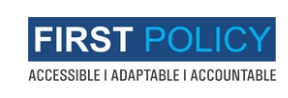 FIRST POLICY
ACCESSIBLE I ADAPTABLE I ACCOUNTABLE